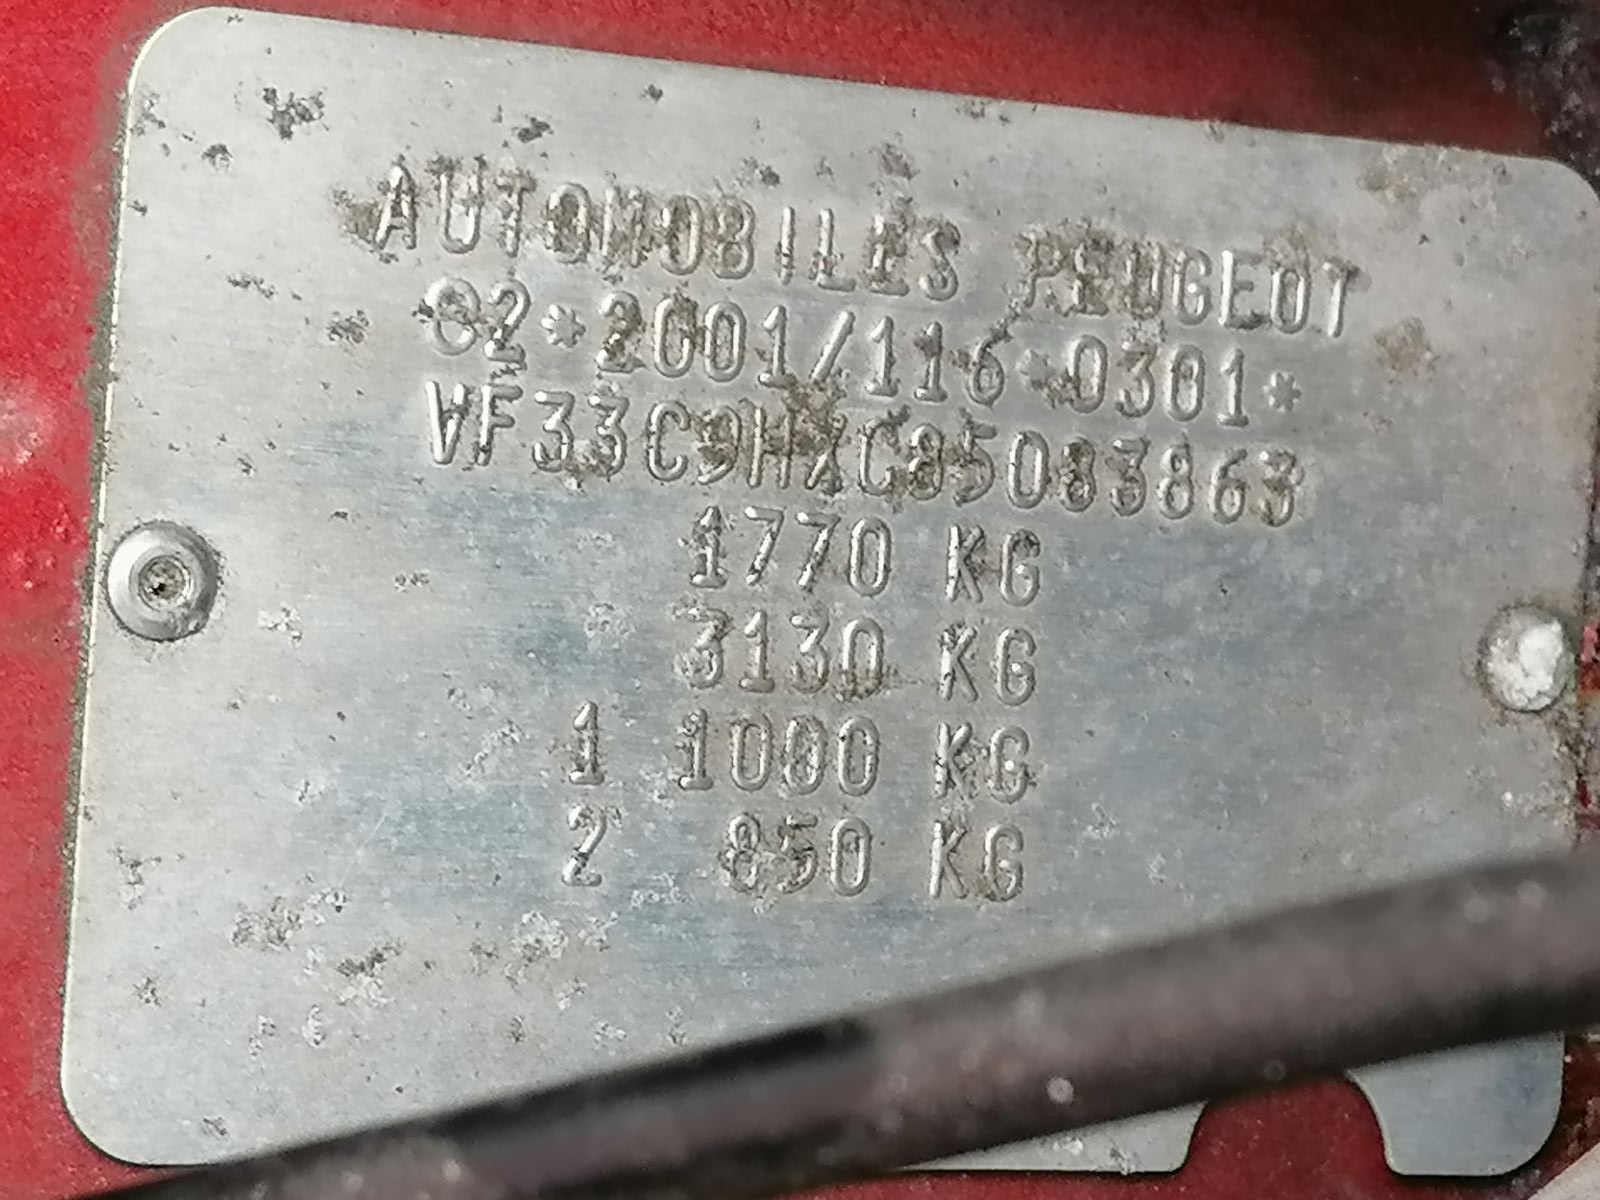 AUTOMOBILES PEUGEOT
e2*2001/116*0301*
VF33C9HXC85083863
1770 KG
3130 KG
1 1000 KG
2 850 KG